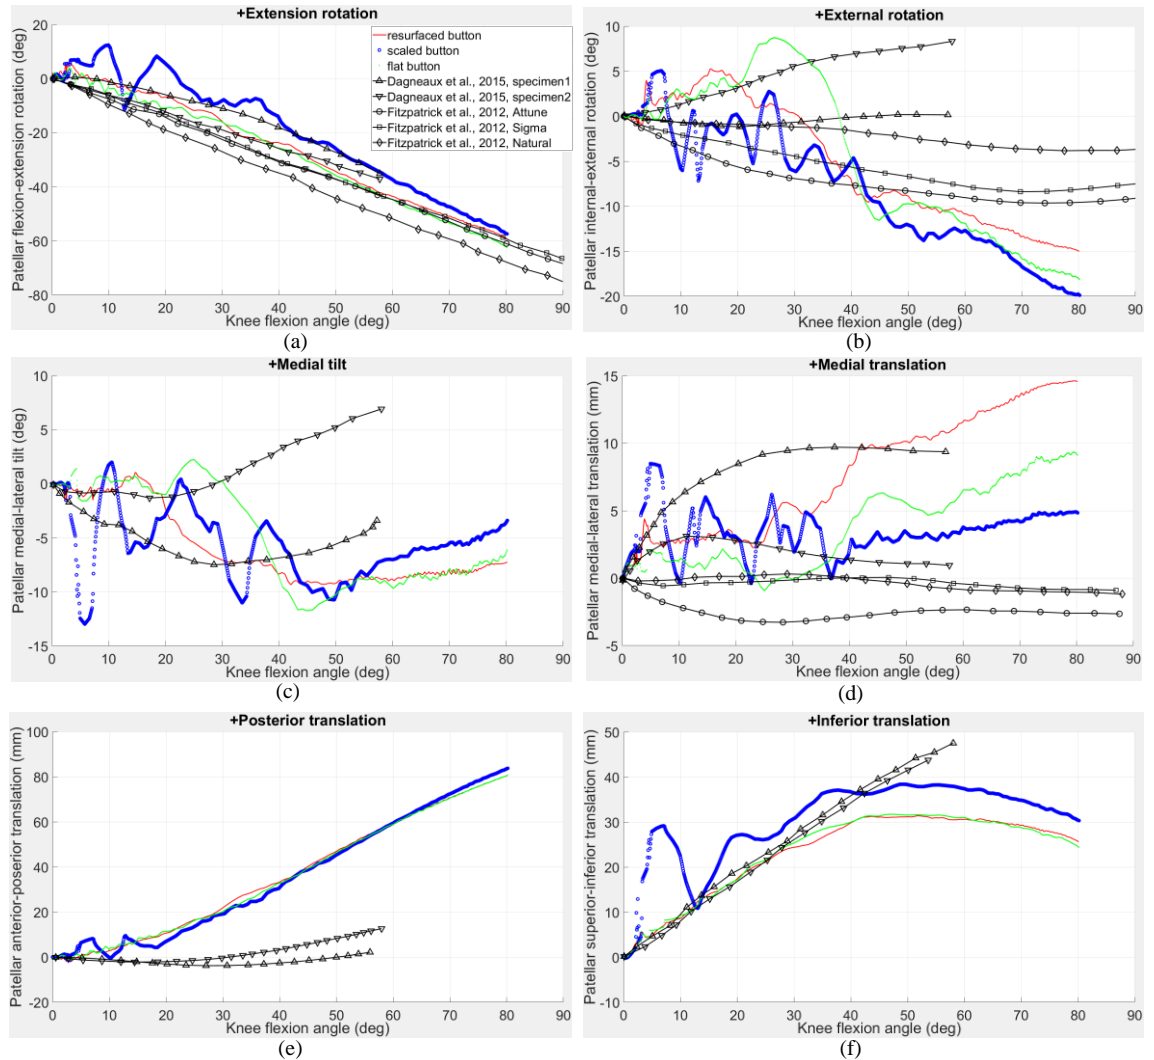 +Extension rotation
Patellar flexion-extension rotation (deg)
20
0
-20
-40
-60
-80
0 10 20 30 40 50 60 70 80 90
Knee flexion angle (deg)
resurfaced button
scaled button
flat button
Dagneaux et al., 2015, specimen1
Dagneaux et al., 2015, specimen2
Fitzpatrick et al., 2012, Attune
Fitzpatrick et al., 2012, Sigma
Fitzpatrick et al., 2012, Natural
(a)
+External rotation
Patellar internal-external rotation (deg)
10
5
0
-5
-10
-15
-20
0 10 20 30 40 50 60 70 80 90
Knee flexion angle (deg)
(b)
+Medial tilt
Patellar medial-lateral tilt (deg)
10
5
0
-5
-10
-15
0 10 20 30 40 50 60 70 80 90
Knee flexion angle (deg)
(c)
+Medial translation
Patellar medial-lateral translation (mm)
15
10
5
0
-5
0 10 20 30 40 50 60 70 80 90
Knee flexion angle (deg)
(d)
+Posterior translation
Patellar anterior-poserior translation (mm)
100
80
60
40
20
0
-20
0 10 20 30 40 50 60 70 80 90
Knee flexion angle (deg)
(e)
+Inferior translation
Patellar superior-inferior translation (mm)
50
40
30
20
10
0
-10
0 10 20 30 40 50 60 70 80 90
Knee flexion angle (deg)
(f)